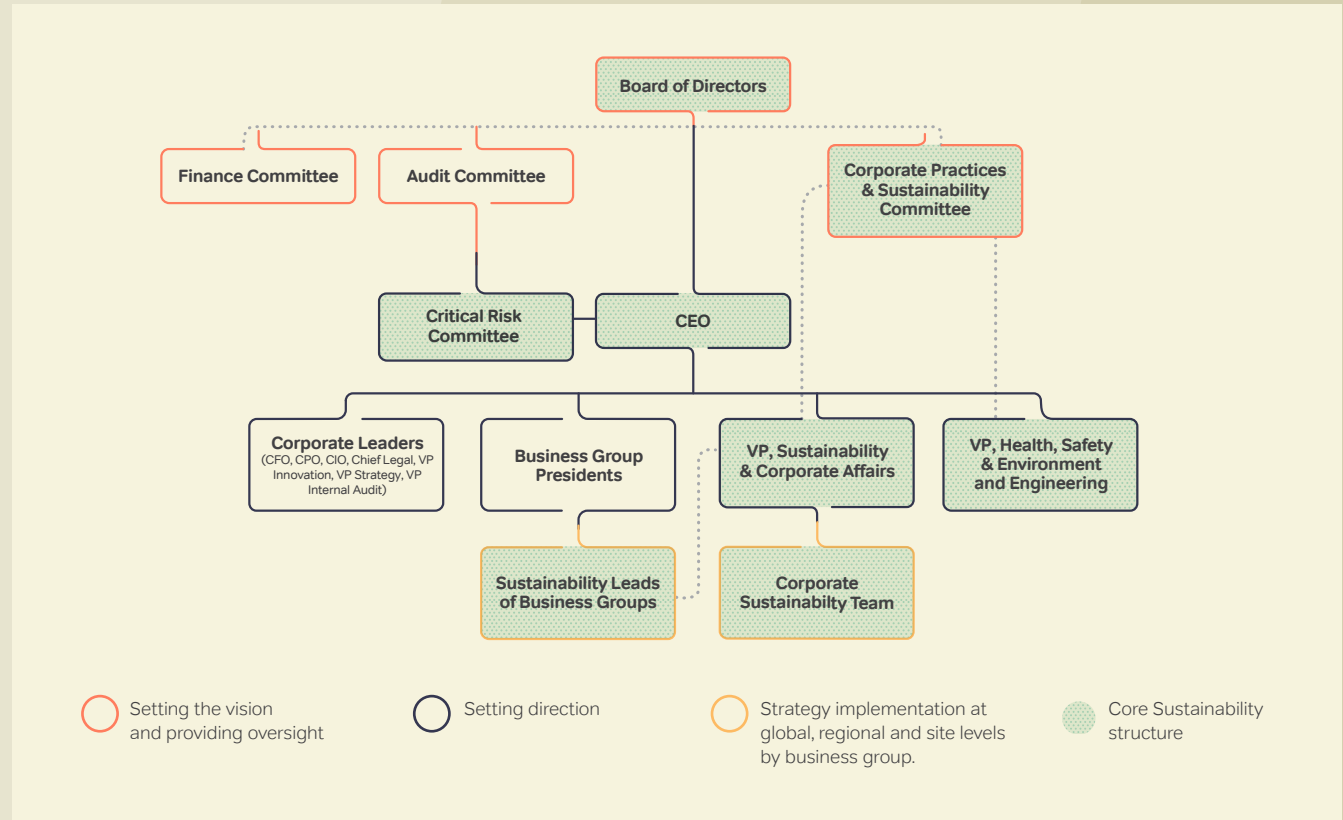 Board of Directors
Finance Committee
Audit Committee
Corporate Practices
& Sustainability
Committee
Critical Risk
Committee
CEO
Corporate Leaders
(CFO, CPO, CIO, Chief Legal, VP
Innovation, VP Strategy, VP
Internal Audit)
Business Group
Presidents
VP, Sustainability
& Corporate Affairs
VP, Health, Safety
& Environment
and Engineering
Sustainability Leads
of Business Groups
Corporate
Sustainabilty Team
Setting the vision
and providing oversight
Setting direction
Strategy implementation at
global, regional and site levels
by business group.
Core Sustainability
structure